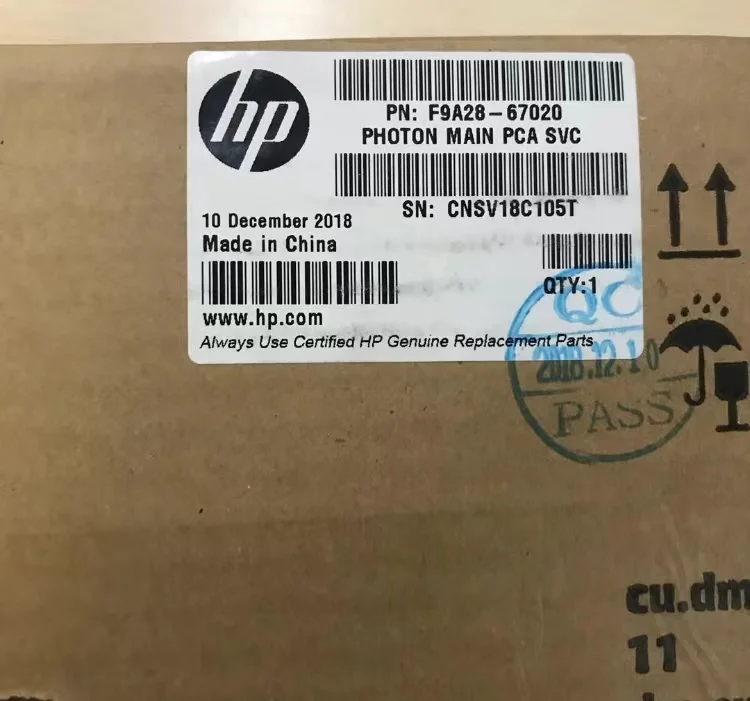 hp
PN: F9A28-67020
PHOTON MAIN PCA SVC
SN: CNSV18C105T
10 December 2018
Made in China
QTY:1
www.hp.com
Always Use Certified HP Genuine Replacement Parts
QC
2018.12.10
PASS
cu.dm
11